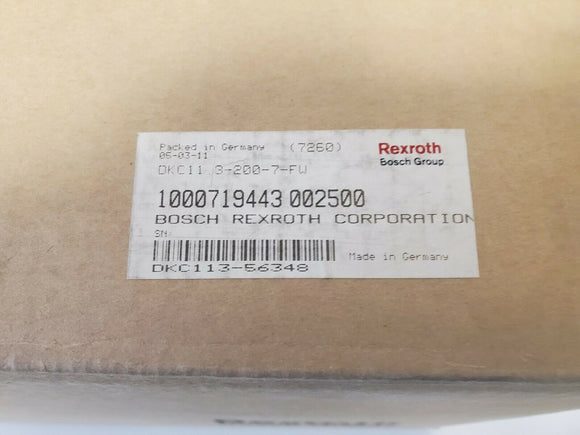 Packed in Germany (7260)
05-03-11
Rexroth
Bosch Group
DKC11.3-200-7-FW
1000719443 002500
BOSCH REXROTH CORPORATION
SN:
Made in Germany
DKC113-56348